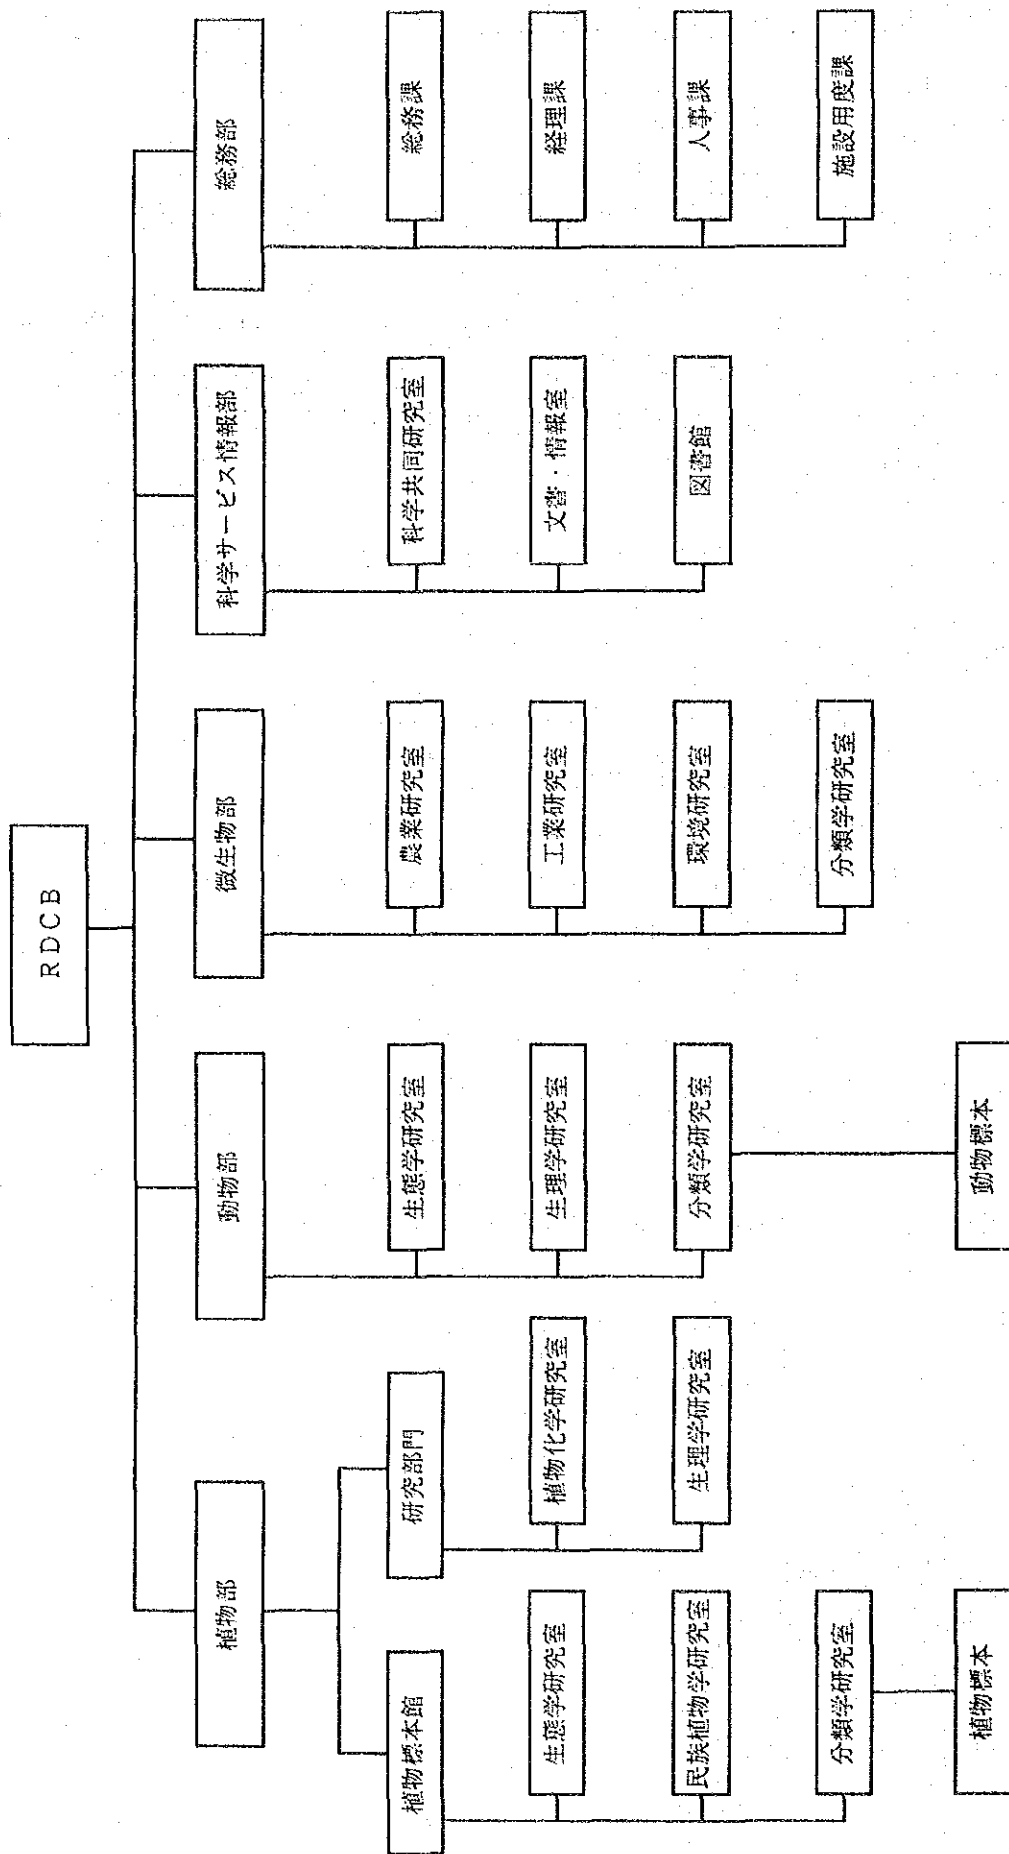 RDCB
植物部
植物標本館
生態学研究室
民族植物学研究室
分類学研究室
植物標本
研究部門
植物化学研究室
生理学研究室
動物部
生態学研究室
生理学研究室
分類学研究室
動物標本
微生物部
農業研究室
工業研究室
環境研究室
分類学研究室
科学サービス情報部
科学共同研究室
文書・情報室
図書館
総務部
総務課
経理課
人事課
施設用度課